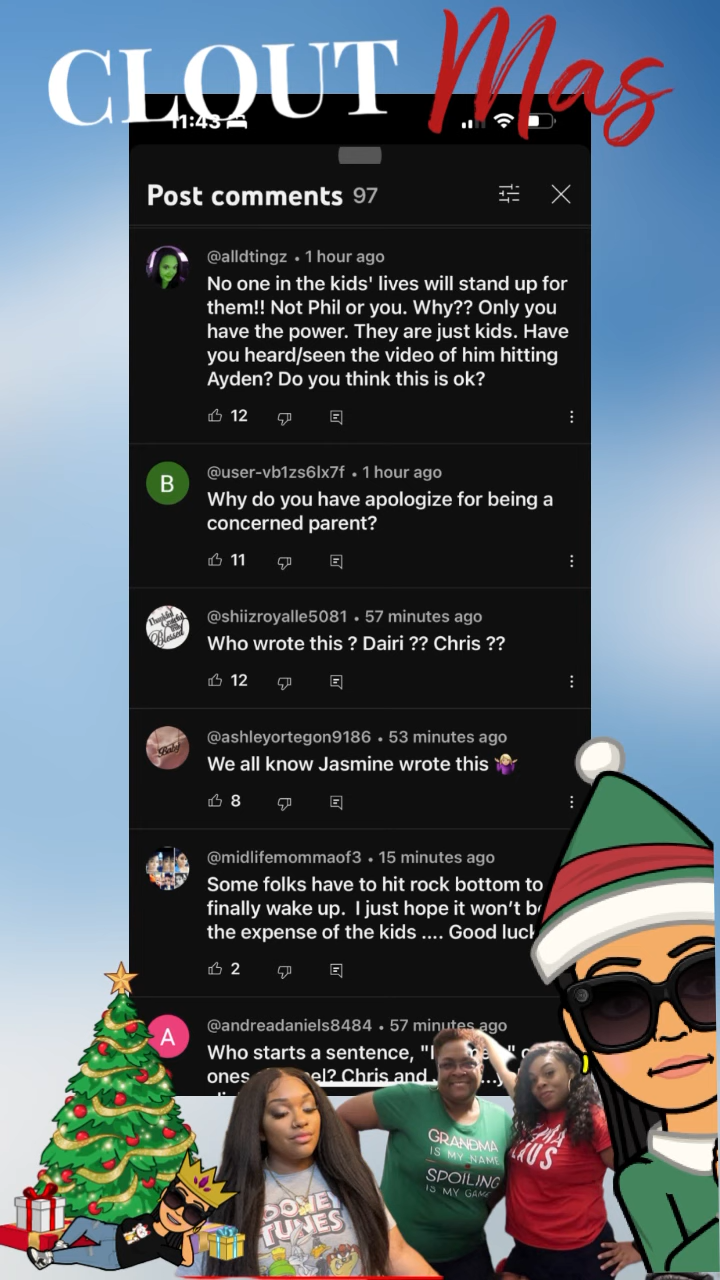 CLOUT Mas
11:43
Post comments 97
@alldtingz • 1 hour ago
No one in the kids' lives will stand up for
them!! Not Phil or you. Why?? Only you
have the power. They are just kids. Have
you heard/seen the video of him hitting
Ayden? Do you think this is ok?
12
B
@user-vb1zs6lx7f • 1 hour ago
Why do you have apologize for being a
concerned parent?
11
Thankful
Blessed
@shiizroyalle5081 • 57 minutes ago
Who wrote this ? Dairi ?? Chris ??
12
Baby
@ashleyortegon9186 • 53 minutes ago
We all know Jasmine wrote this 🤷🏼‍♀️
8
@midlifemommaof3 • 15 minutes ago
Some folks have to hit rock bottom to
finally wake up. I just hope it won't
the expense of the kids .... Good luck
2
A
@andreadaniels8484 • 57 minutes ago
Who starts a sentence,
ones Chris and
GRANDMA
IS MY NAME
SPOILING
IS MY GAME
TUNES